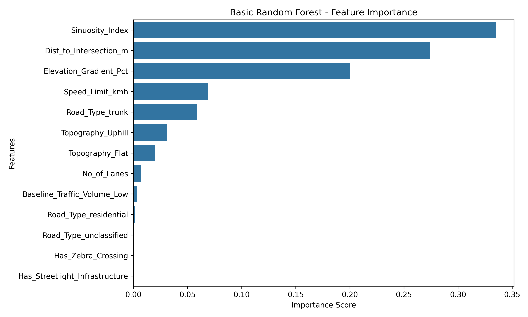 Basic Random Forest - Feature Importance
Sinuosity_Index
Dist_to_Intersection_m
Elevation_Gradient_Pct
Speed_Limit_kmh
Road_Type_trunk
Topography_Uphill
Topography_Flat
No_of_Lanes
Baseline_Traffic_Volume_Low
Road_Type_residential
Road_Type_unclassified
Has_Zebra_Crossing
Has_Streetlight_Infrastructure
Features
0.00 0.05 0.10 0.15 0.20 0.25 0.30 0.35
Importance Score